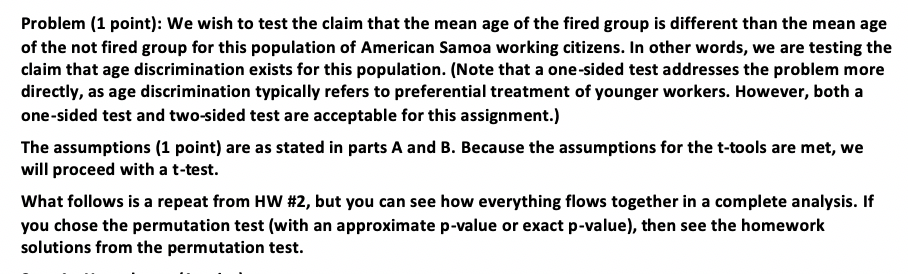 Problem (1 point): We wish to test the claim that the mean age of the fired group is different than the mean age
of the not fired group for this population of American Samoa working citizens. In other words, we are testing the
claim that age discrimination exists for this population. (Note that a one-sided test addresses the problem more
directly, as age discrimination typically refers to preferential treatment of younger workers. However, both a
one-sided test and two-sided test are acceptable for this assignment.)
The assumptions (1 point) are as stated in parts A and B. Because the assumptions for the t-tools are met, we
will proceed with a t-test.
What follows is a repeat from HW #2, but you can see how everything flows together in a complete analysis. If
you chose the permutation test (with an approximate p-value or exact p-value), then see the homework
solutions from the permutation test.